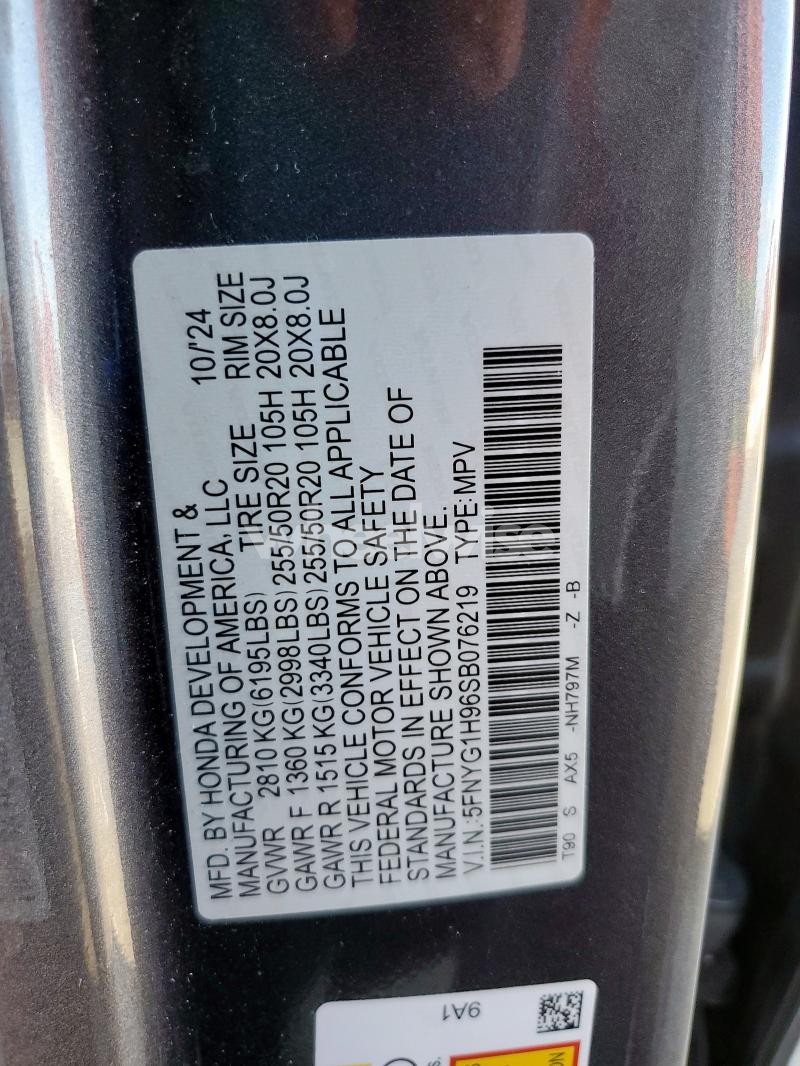 MFD. BY HONDA DEVELOPMENT &
MANUFACTURING OF AMERICA, LLC 10/'24
GVWR 2810 KG(6195LBS) TIRE SIZE RIM SIZE
GAWR F 1360 KG(2998LBS) 255/50R20 105H 20X8.0J
GAWR R 1515 KG(3340LBS) 255/50R20 105H 20X8.0J
THIS VEHICLE CONFORMS TO ALL APPLICABLE
FEDERAL MOTOR VEHICLE SAFETY
STANDARDS IN EFFECT ON THE DATE OF
MANUFACTURE SHOWN ABOVE.
V.I.N.:5FNYG1H96SB076219 TYPE:MPV
T90 S AX5 -NH797M -Z -B
9A1